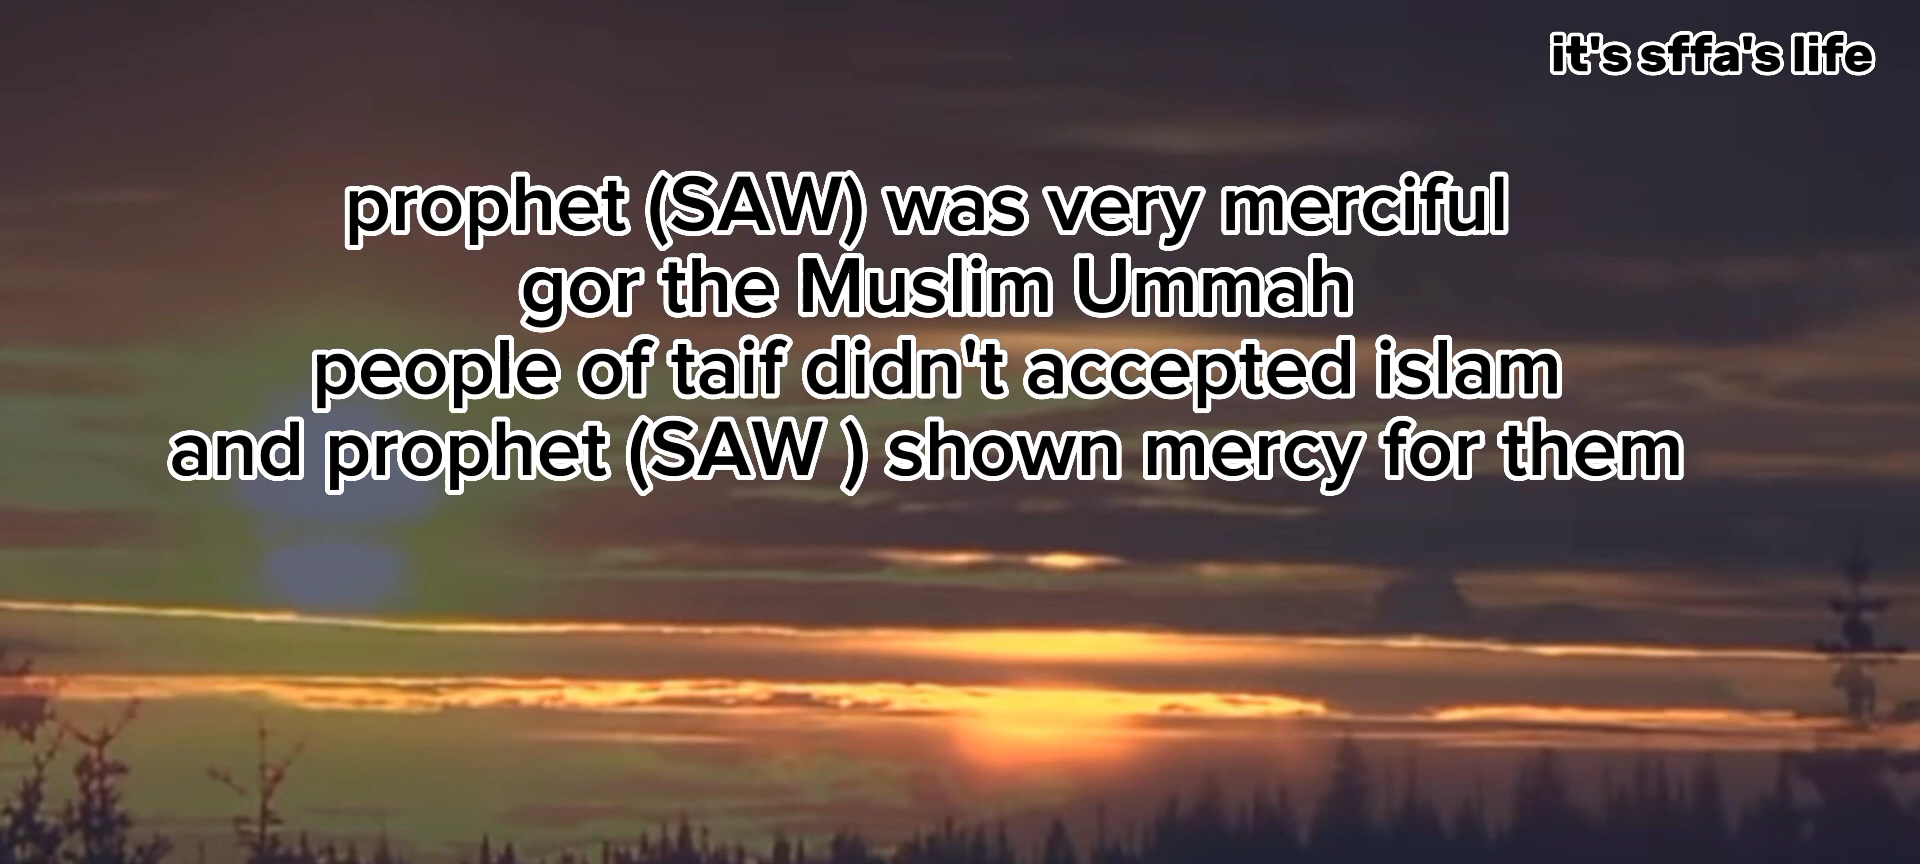 it's sffa's life
prophet (SAW) was very merciful
gor the Muslim Ummah
people of taif didn't accepted islam
and prophet (SAW ) shown mercy for them